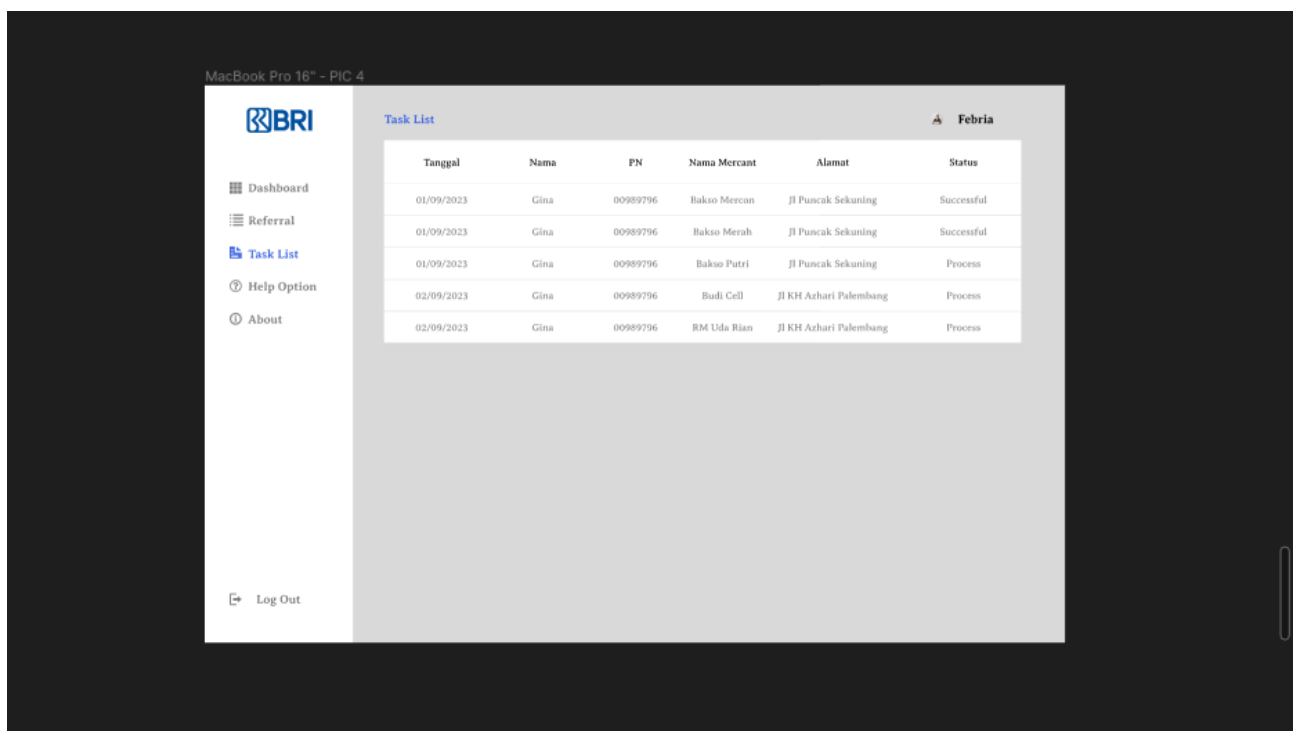 MacBook Pro 16" - PIC 4
BRI
Dashboard
Referral
Task List
Help Option
About
Log Out
Task List
Febria
Tanggal Nama PN Nama Mercant Alamat Status
01/09/2023 Gina 00989796 Bakso Mercon Jl Puncak Sekuning Successful
01/09/2023 Gina 00989796 Bakso Merah Jl Puncak Sekuning Successful
01/09/2023 Gina 00989796 Bakso Putri Jl Puncak Sekuning Process
02/09/2023 Gina 00989796 Budi Cell Jl KH Azhari Palembang Process
02/09/2023 Gina 00989796 RM Uda Rian Jl KH Azhari Palembang Process